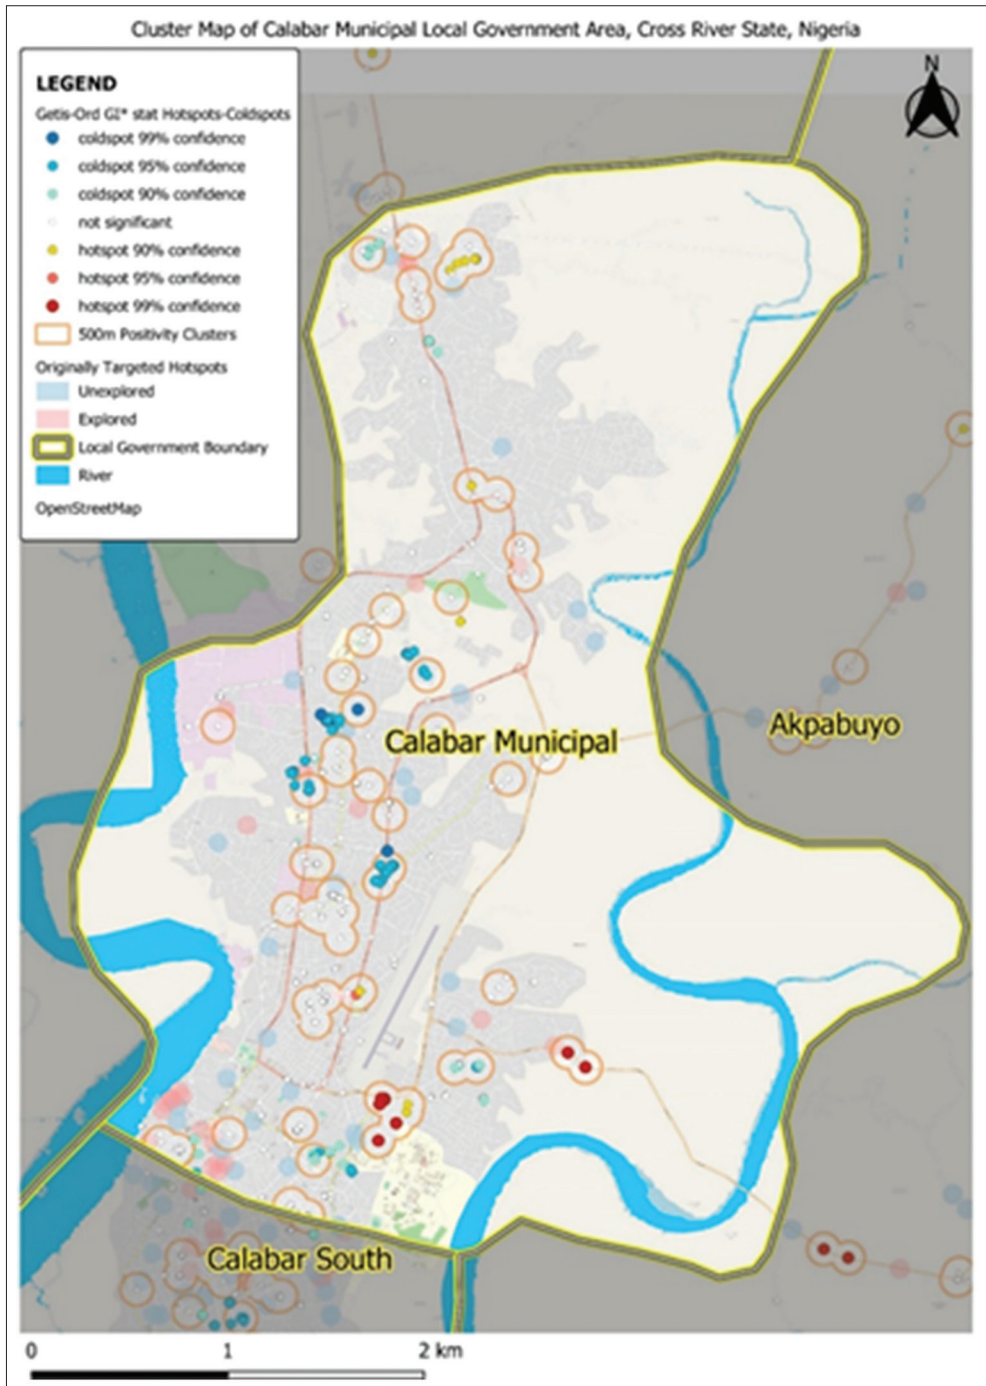 Cluster Map of Calabar Municipal Local Government Area, Cross River State, Nigeria
LEGEND
Getis-Ord GI* stat Hotspots-Coldspots
coldspot 99% confidence
coldspot 95% confidence
coldspot 90% confidence
not significant
hotspot 90% confidence
hotspot 95% confidence
hotspot 99% confidence
500m Positivity Clusters
Originally Targeted Hotspots
Unexplored
Explored
Local Government Boundary
River
OpenStreetMap
N
Akpabuyo
Calabar Municipal
Calabar South
0 1 2 km